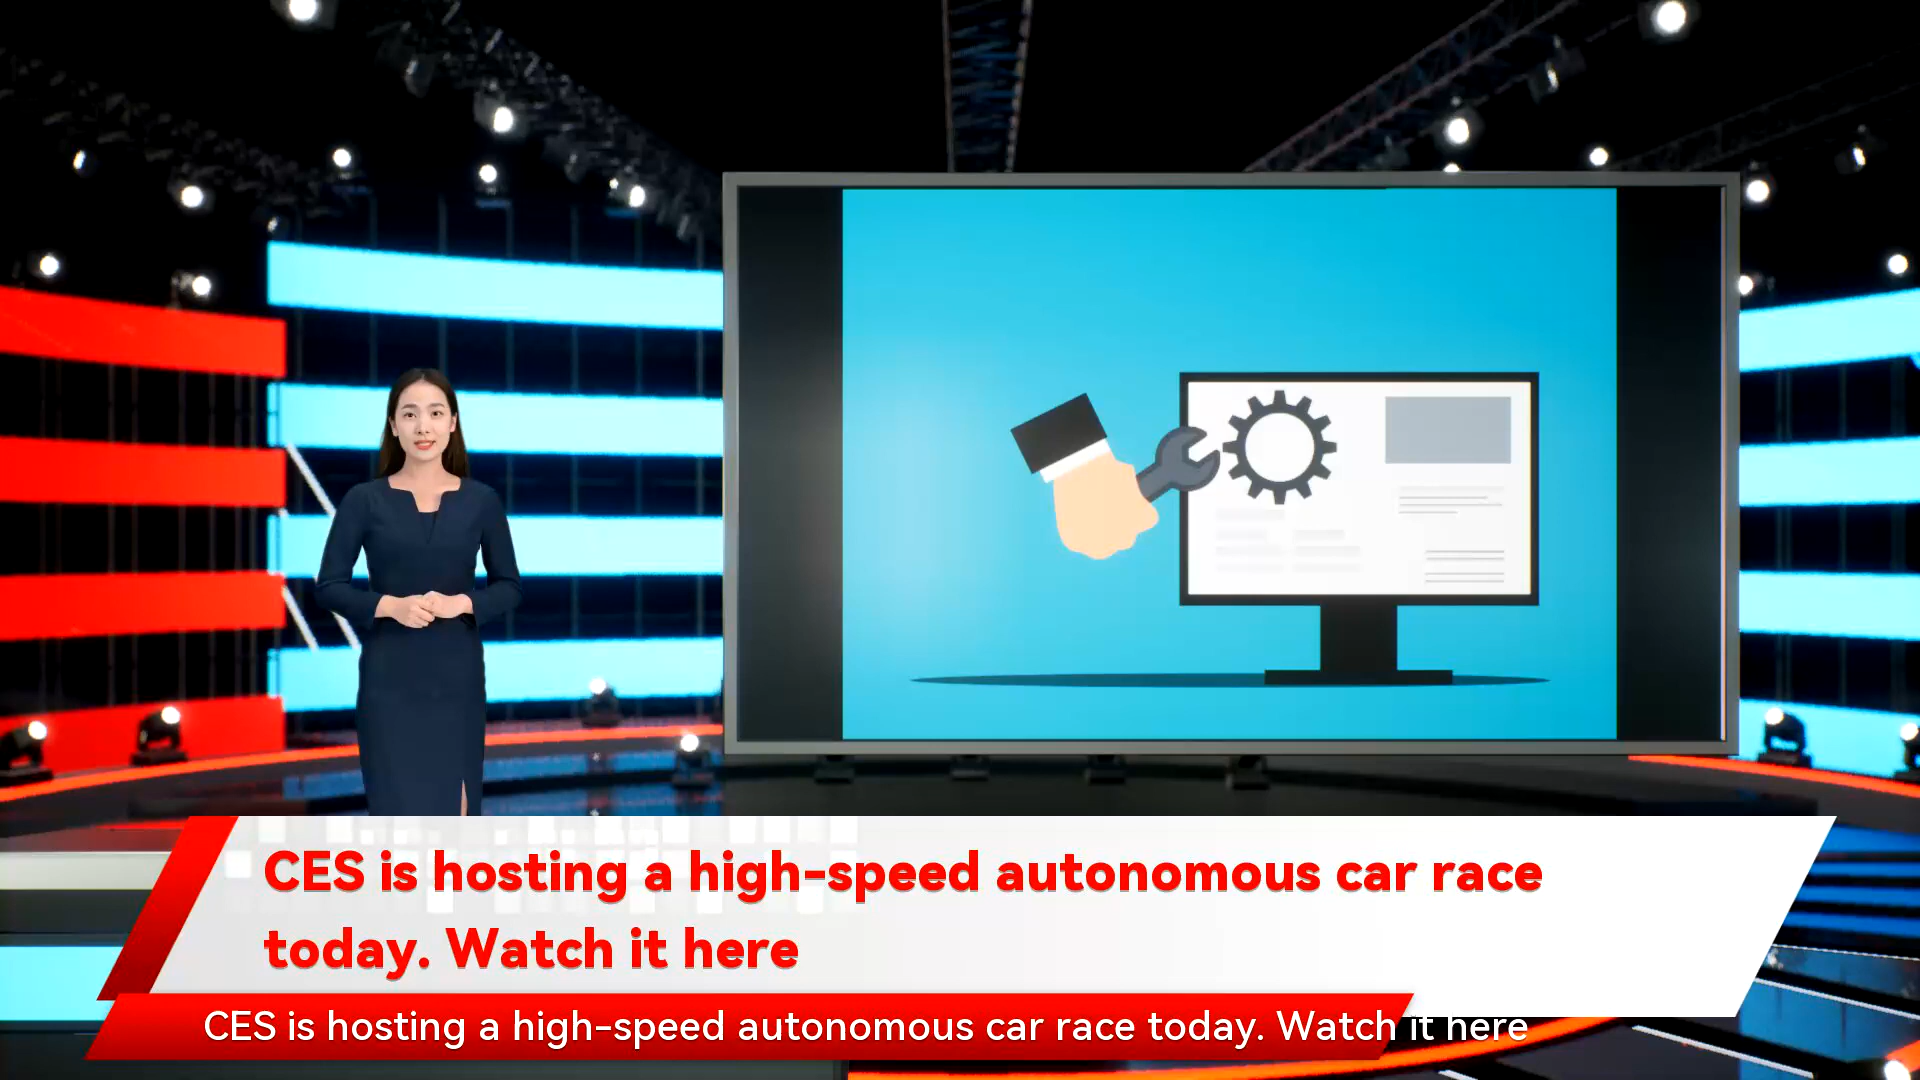 CES is hosting a high-speed autonomous car race
today. Watch it here
CES is hosting a high-speed autonomous car race today. Watch it here